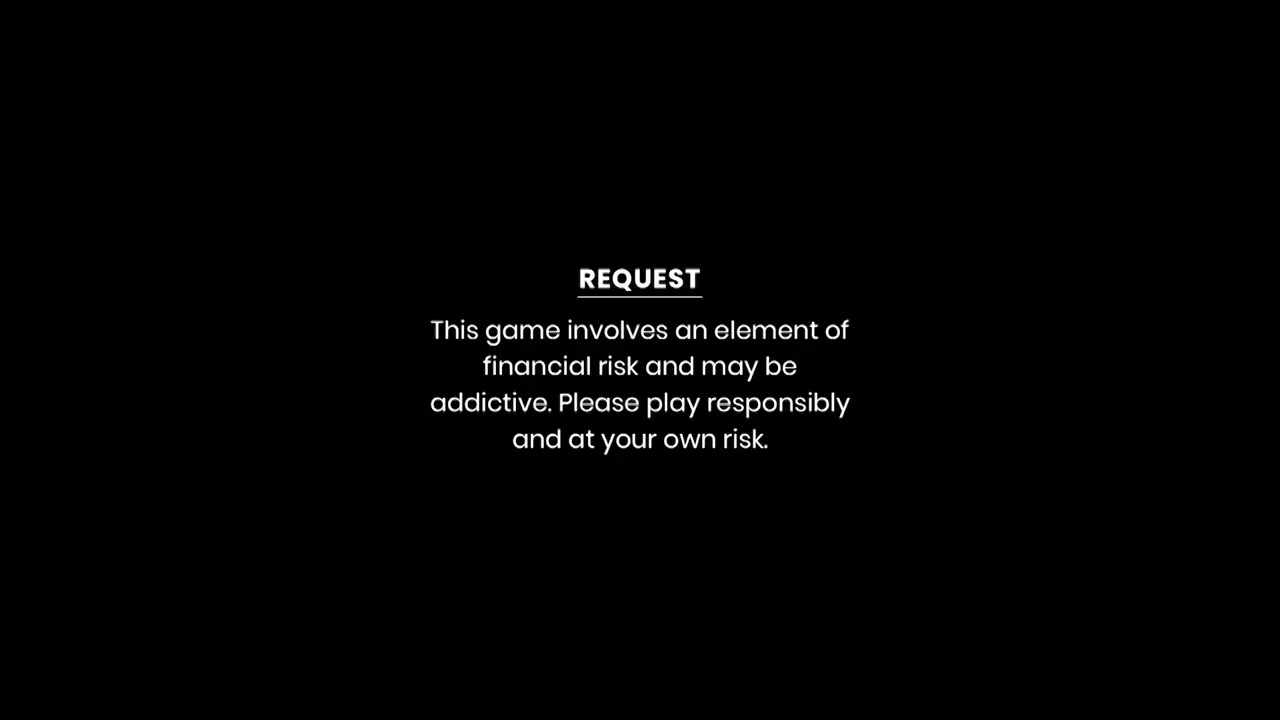 REQUEST
This game involves an element of
financial risk and may be
addictive. Please play responsibly
and at your own risk.